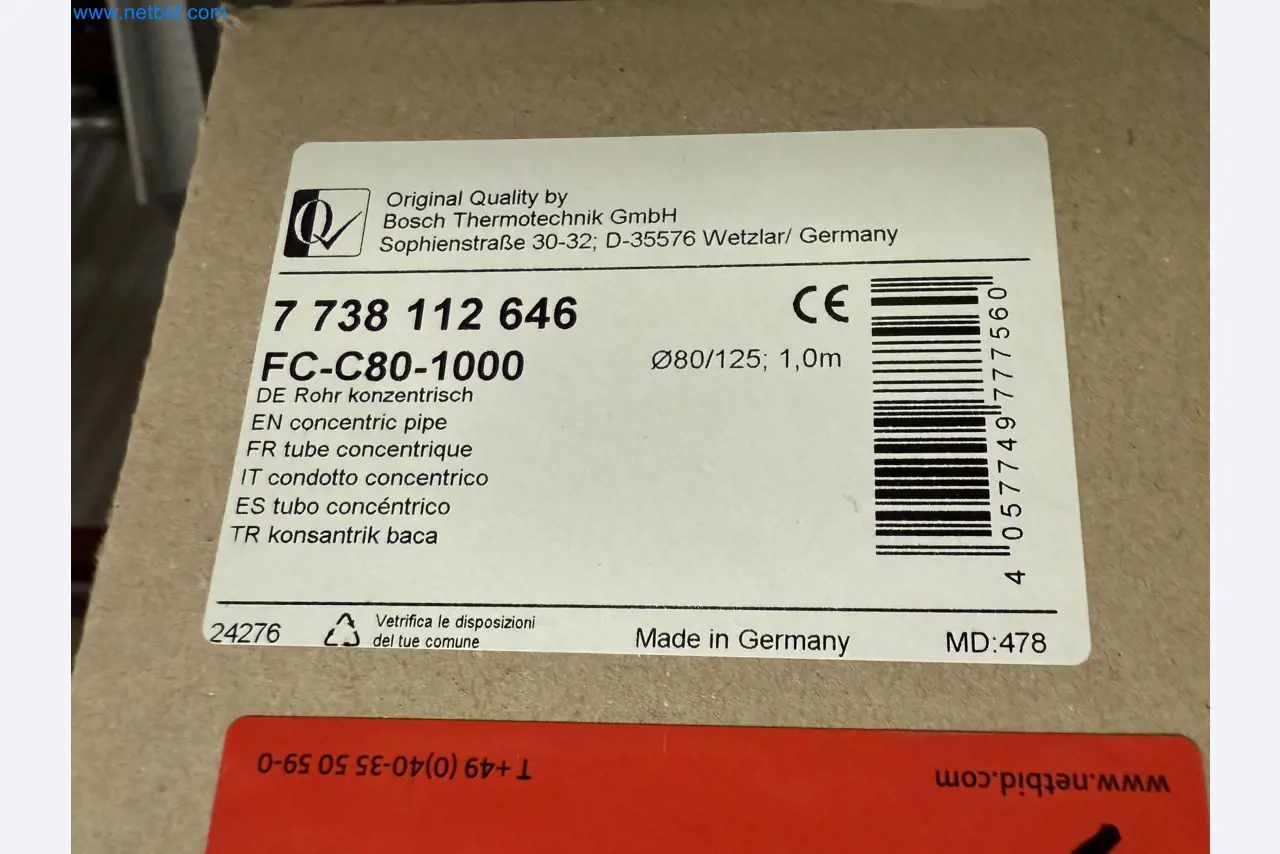 www.netbid.com
Original Quality by
Bosch Thermotechnik GmbH
Sophienstraße 30-32; D-35576 Wetzlar/ Germany
7 738 112 646
CE
FC-C80-1000
Ø80/125; 1,0m
DE Rohr konzentrisch
EN concentric pipe
FR tube concentrique
IT condotto concentrico
ES tubo concéntrico
TR konsantrik baca
4 057749 777560
24276
Vetrifica le disposizioni
del tue comune
Made in Germany
MD:478
T +49 (0)40-35 50 59-0
www.netbid.com